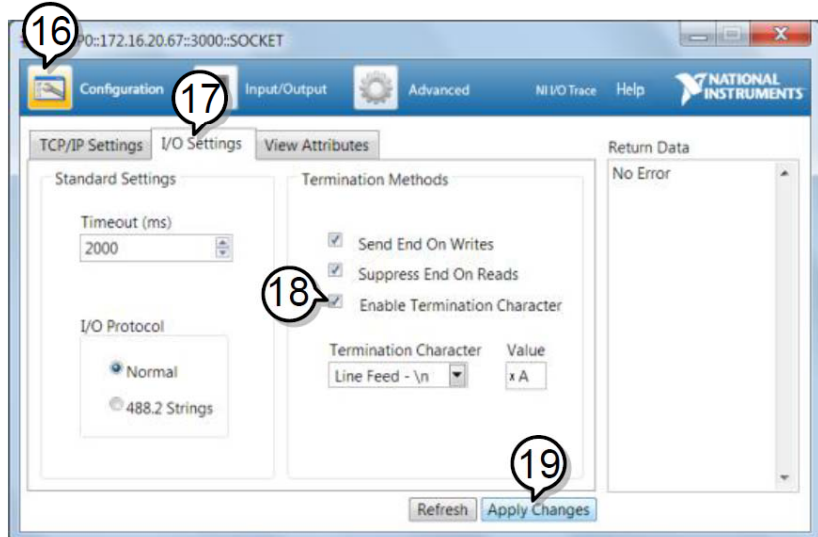 16
P0::172.16.20.67::3000::SOCKET
Configuration
17
Input/Output
Advanced
NI I/O Trace
Help
NATIONAL
INSTRUMENTS
TCP/IP Settings
I/O Settings
View Attributes
Return Data
No Error
Standard Settings
Timeout (ms)
2000
I/O Protocol
Normal
488.2 Strings
Termination Methods
Send End On Writes
Suppress End On Reads
18
Enable Termination Character
Termination Character
Value
Line Feed - \n
x A
19
Refresh
Apply Changes